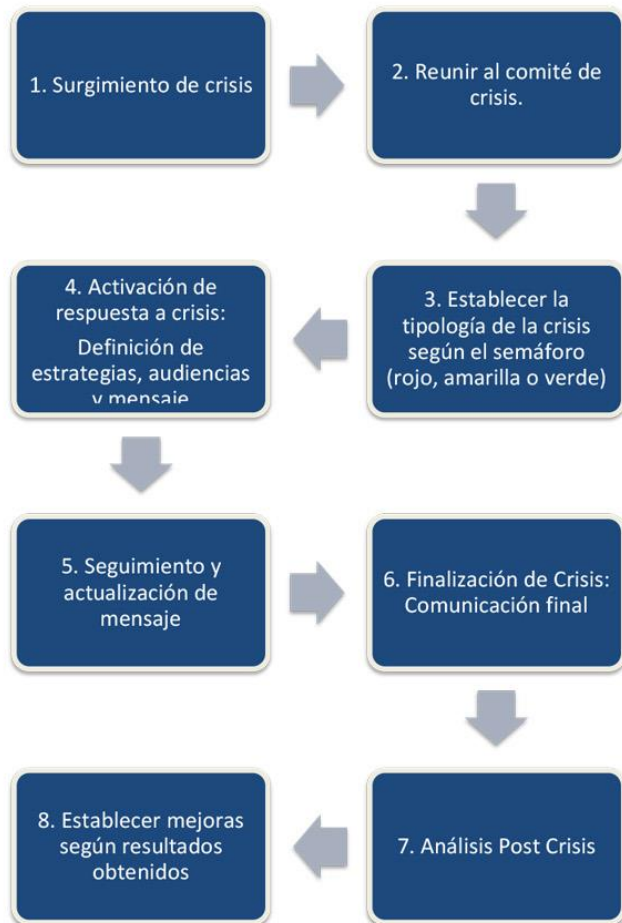 1. Surgimiento de crisis
2. Reunir al comité de
crisis.
3. Establecer la
tipología de la crisis
según el semáforo
(rojo, amarilla o verde)
4. Activación de
respuesta a crisis:
Definición de
estrategias, audiencias
y mensaje
5. Seguimiento y
actualización de
mensaje
6. Finalización de Crisis:
Comunicación final
7. Análisis Post Crisis
8. Establecer mejoras
según resultados
obtenidos